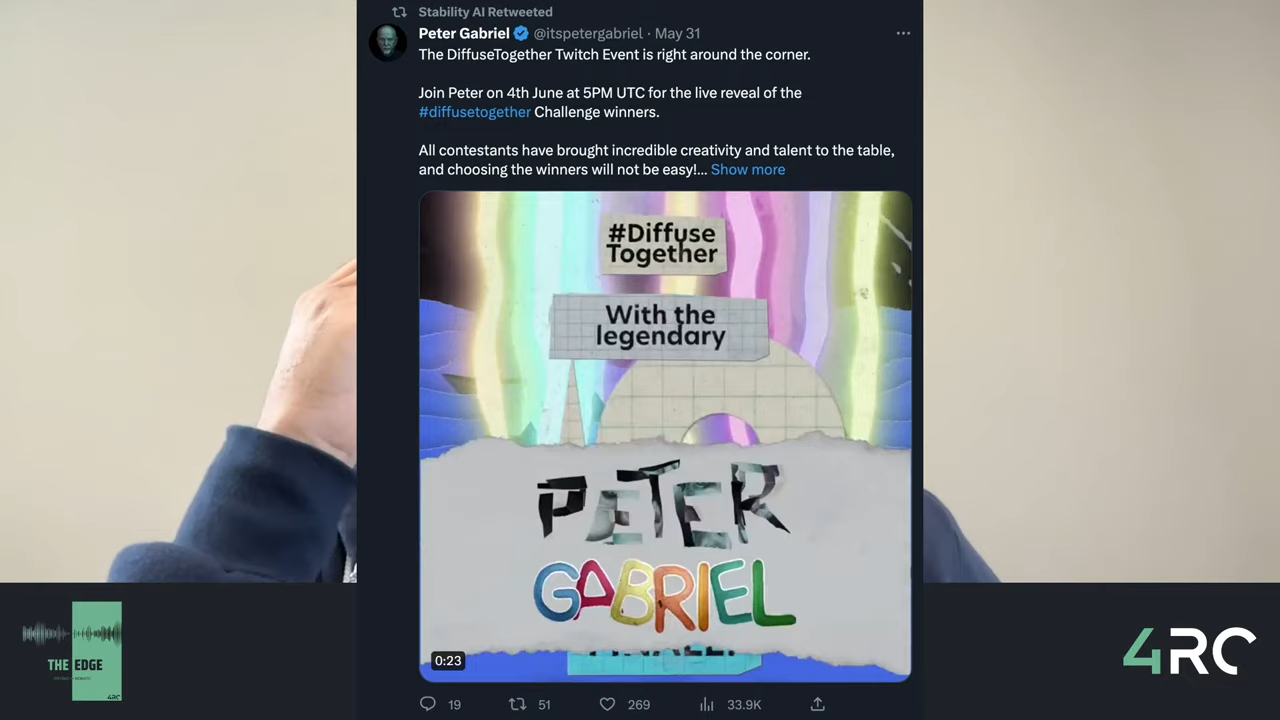 Stability AI Retweeted
Peter Gabriel @itspetergabriel · May 31
The DiffuseTogether Twitch Event is right around the corner.
Join Peter on 4th June at 5PM UTC for the live reveal of the
#diffusetogether Challenge winners.
All contestants have brought incredible creativity and talent to the table,
and choosing the winners will not be easy!... Show more
#Diffuse
Together
With the
legendary
PETER
GABRIEL
0:23
19 51 269 33.9K
THE EDGE
4RC
4RC